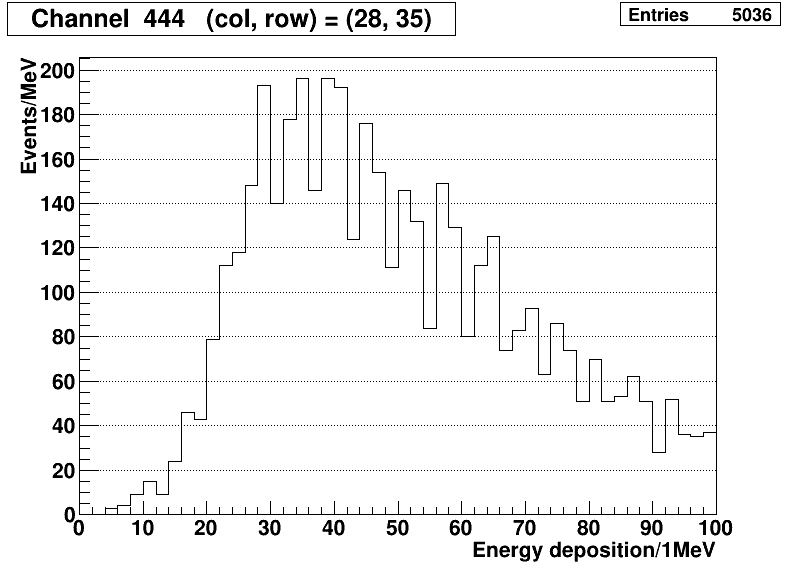 Channel 444 (col, row) = (28, 35)
Entries 5036
Events/MeV
200
180
160
140
120
100
80
60
40
20
0
0 10 20 30 40 50 60 70 80 90 100
Energy deposition/1MeV